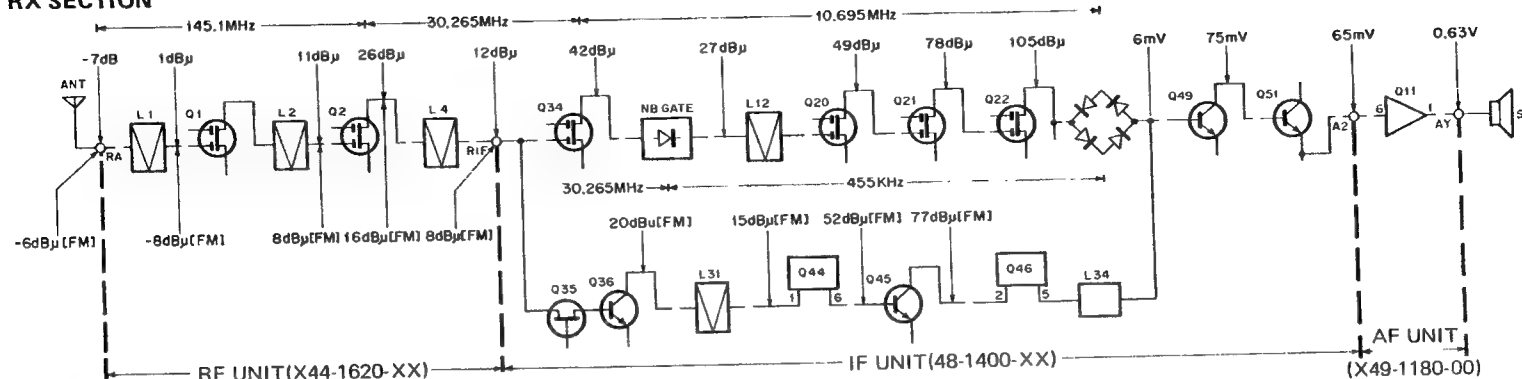 RX SECTION
145.1MHz
30.265MHz
10.695MHz
-7dB
1dBμ
11dBμ
26dBμ
12dBμ
42dBμ
27dBμ
49dBμ
78dBμ
105dBμ
6mV
75mV
65mV
0.63V
ANT
RA
L1
Q1
L2
Q2
L4
RIF
Q34
NB GATE
L12
Q20
Q21
Q22
Q49
Q51
A2
6
Q11
1
AY
30.265MHz
455KHz
-6dBμ[FM]
-8dBμ[FM]
8dBμ[FM]
16dBμ[FM]
8dBμ[FM]
20dBu[FM]
15dBμ[FM]
52dBμ[FM]
77dBμ[FM]
Q35
Q36
L31
Q44
1
6
Q45
Q46
2
5
L34
RF UNIT(X44-1620-XX)
IF UNIT(48-1400-XX)
AF UNIT
(X49-1180-00)